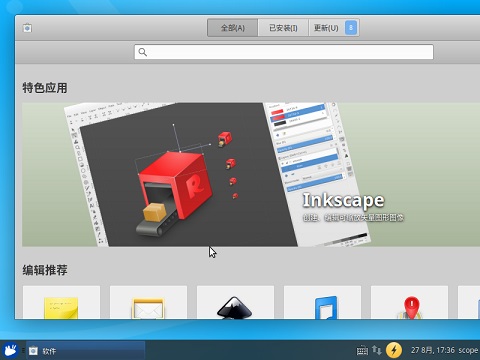 全部(A) 已安装(I) 更新(U) 8
特色应用
R
Inkscape
创建、编辑可缩放矢量图形图像
编辑推荐
软件 27 8月, 17:36 scope